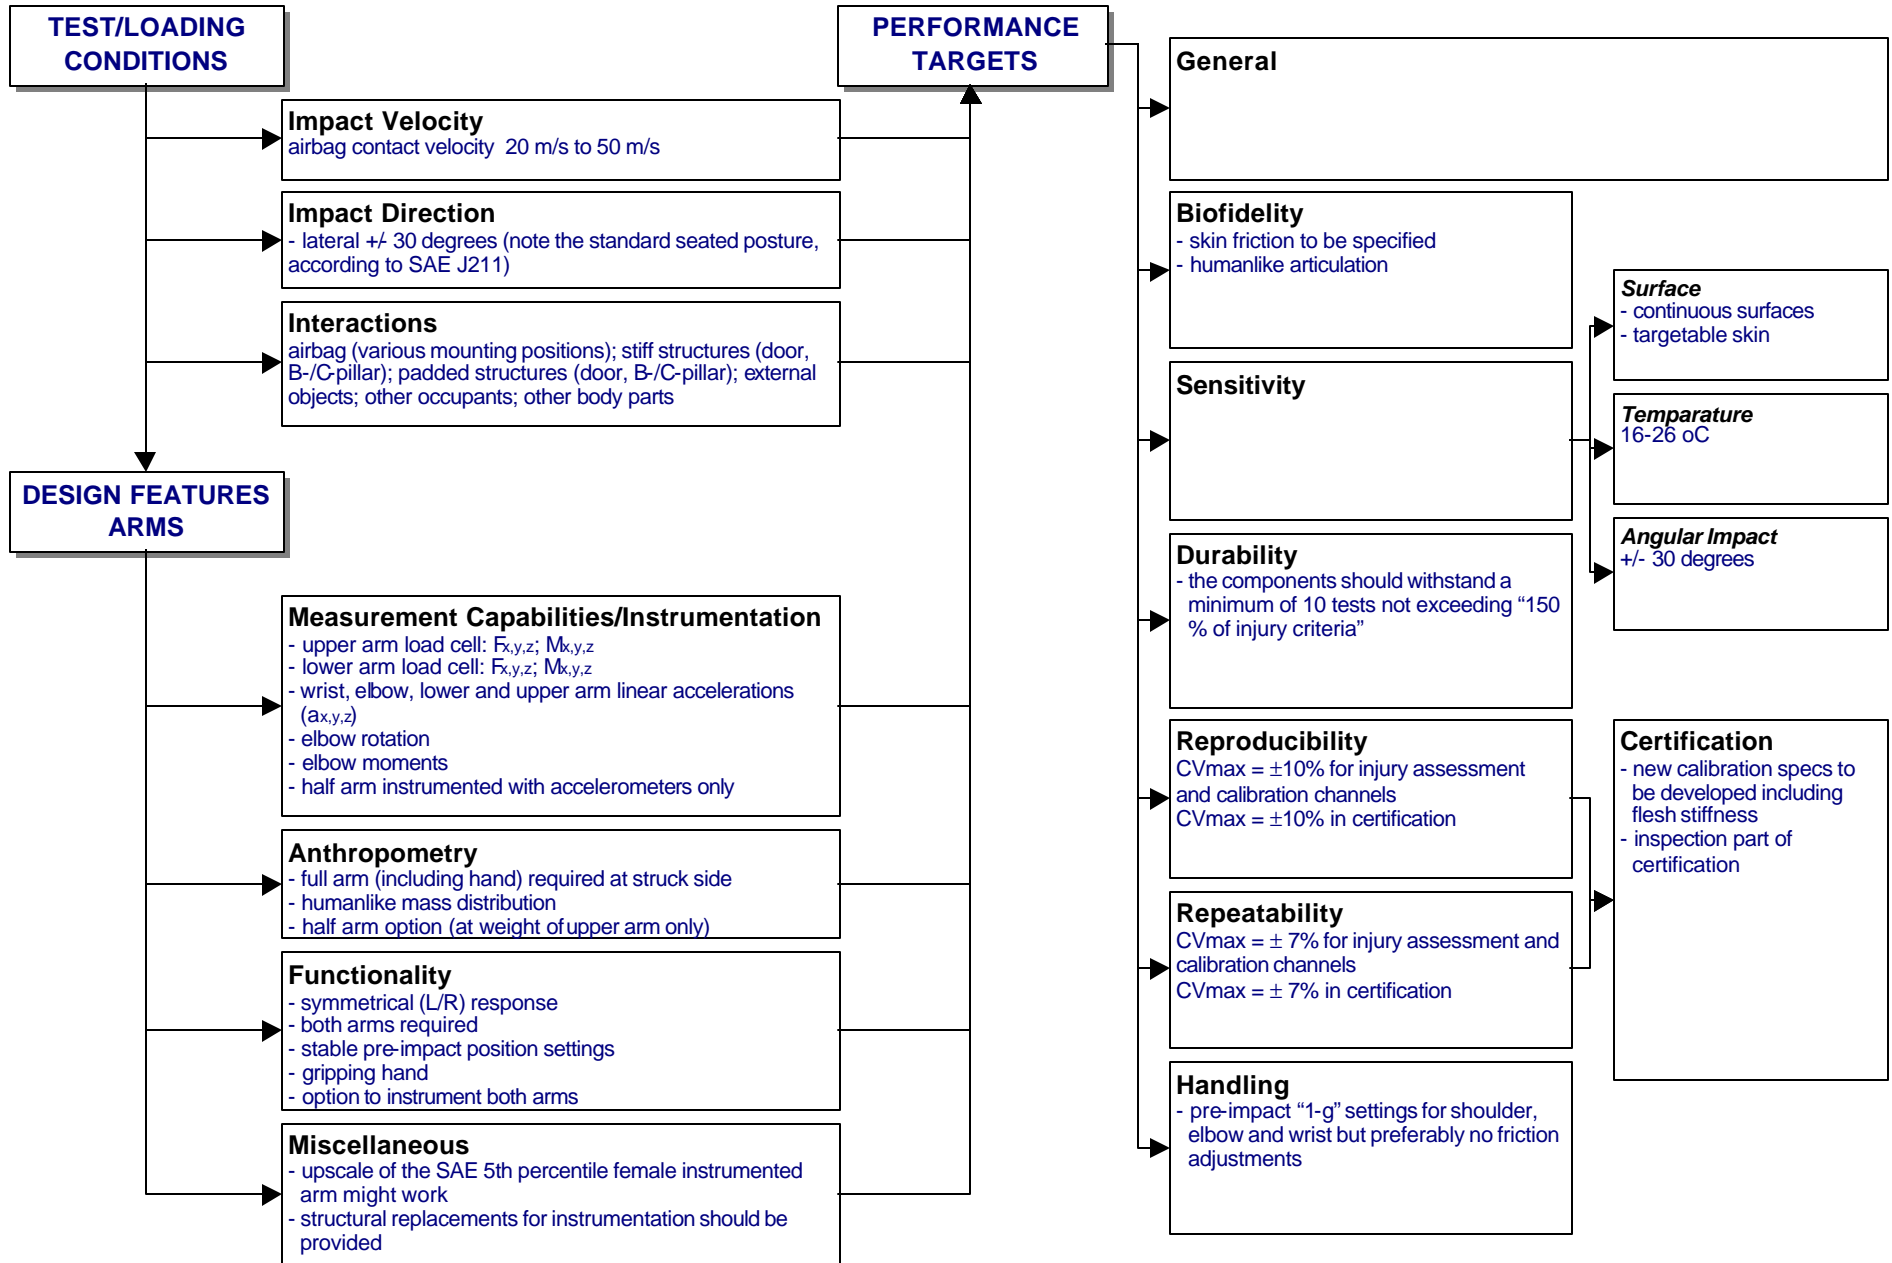 TEST/LOADING
CONDITIONS
Impact Velocity
airbag contact velocity 20 m/s to 50 m/s
Impact Direction
- lateral +/- 30 degrees (note the standard seated posture,
according to SAE J211)
Interactions
airbag (various mounting positions); stiff structures (door,
B-/C-pillar); padded structures (door, B-/C-pillar); external
objects; other occupants; other body parts
DESIGN FEATURES
ARMS
Measurement Capabilities/Instrumentation
- upper arm load cell: Fx,y,z; Mx,y,z
- lower arm load cell: Fx,y,z; Mx,y,z
- wrist, elbow, lower and upper arm linear accelerations
(ax,y,z)
- elbow rotation
- elbow moments
- half arm instrumented with accelerometers only
Anthropometry
- full arm (including hand) required at struck side
- humanlike mass distribution
- half arm option (at weight of upper arm only)
Functionality
- symmetrical (L/R) response
- both arms required
- stable pre-impact position settings
- gripping hand
- option to instrument both arms
Miscellaneous
- upscale of the SAE 5th percentile female instrumented
arm might work
- structural replacements for instrumentation should be
provided
PERFORMANCE
TARGETS
General
Biofidelity
- skin friction to be specified
- humanlike articulation
Sensitivity
Surface
- continuous surfaces
- targetable skin
Temparature
16-26 oC
Angular Impact
+/- 30 degrees
Durability
- the components should withstand a
minimum of 10 tests not exceeding “150
% of injury criteria”
Reproducibility
CVmax = ±10% for injury assessment
and calibration channels
CVmax = ±10% in certification
Repeatability
CVmax = ± 7% for injury assessment and
calibration channels
CVmax = ± 7% in certification
Certification
- new calibration specs to
be developed including
flesh stiffness
- inspection part of
certification
Handling
- pre-impact “1-g” settings for shoulder,
elbow and wrist but preferably no friction
adjustments